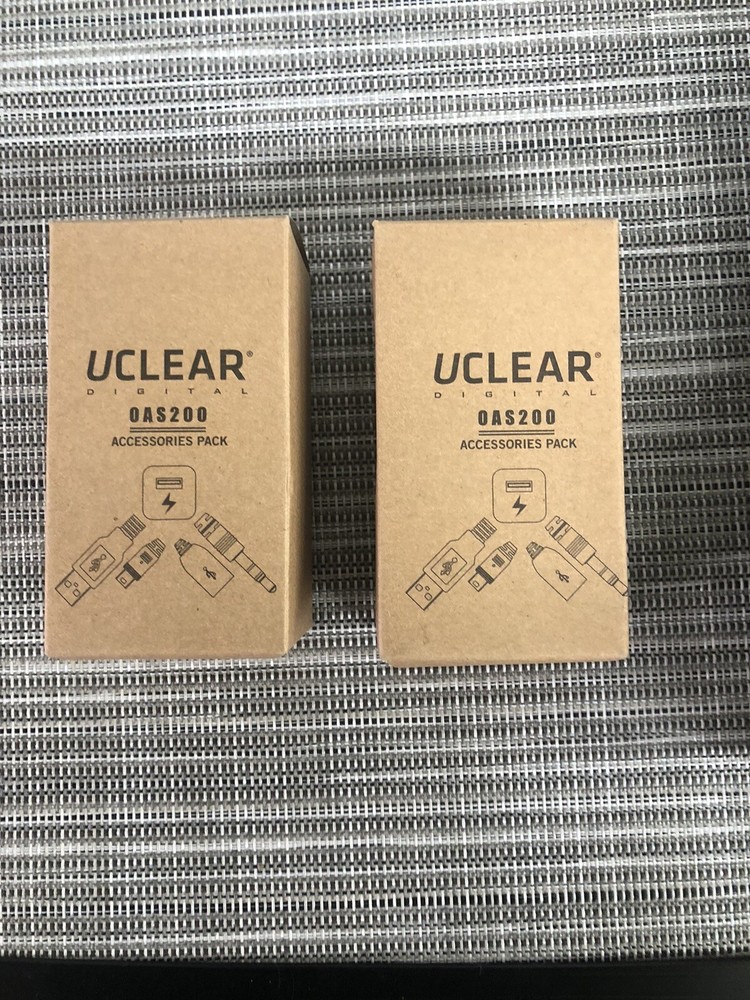 UCLEAR®
DIGITAL
OAS200
ACCESSORIES PACK
UCLEAR®
DIGITAL
OAS200
ACCESSORIES PACK